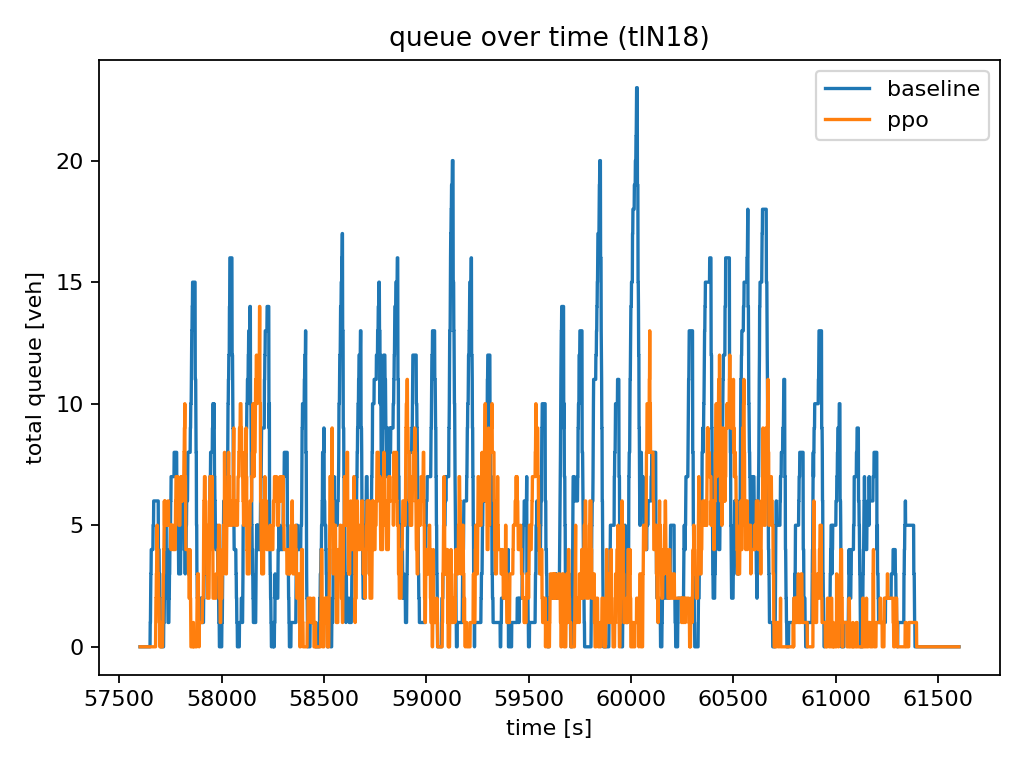 queue over time (tlN18)
baseline
ppo
total queue [veh]
20
15
10
5
0
57500 58000 58500 59000 59500 60000 60500 61000 61500
time [s]